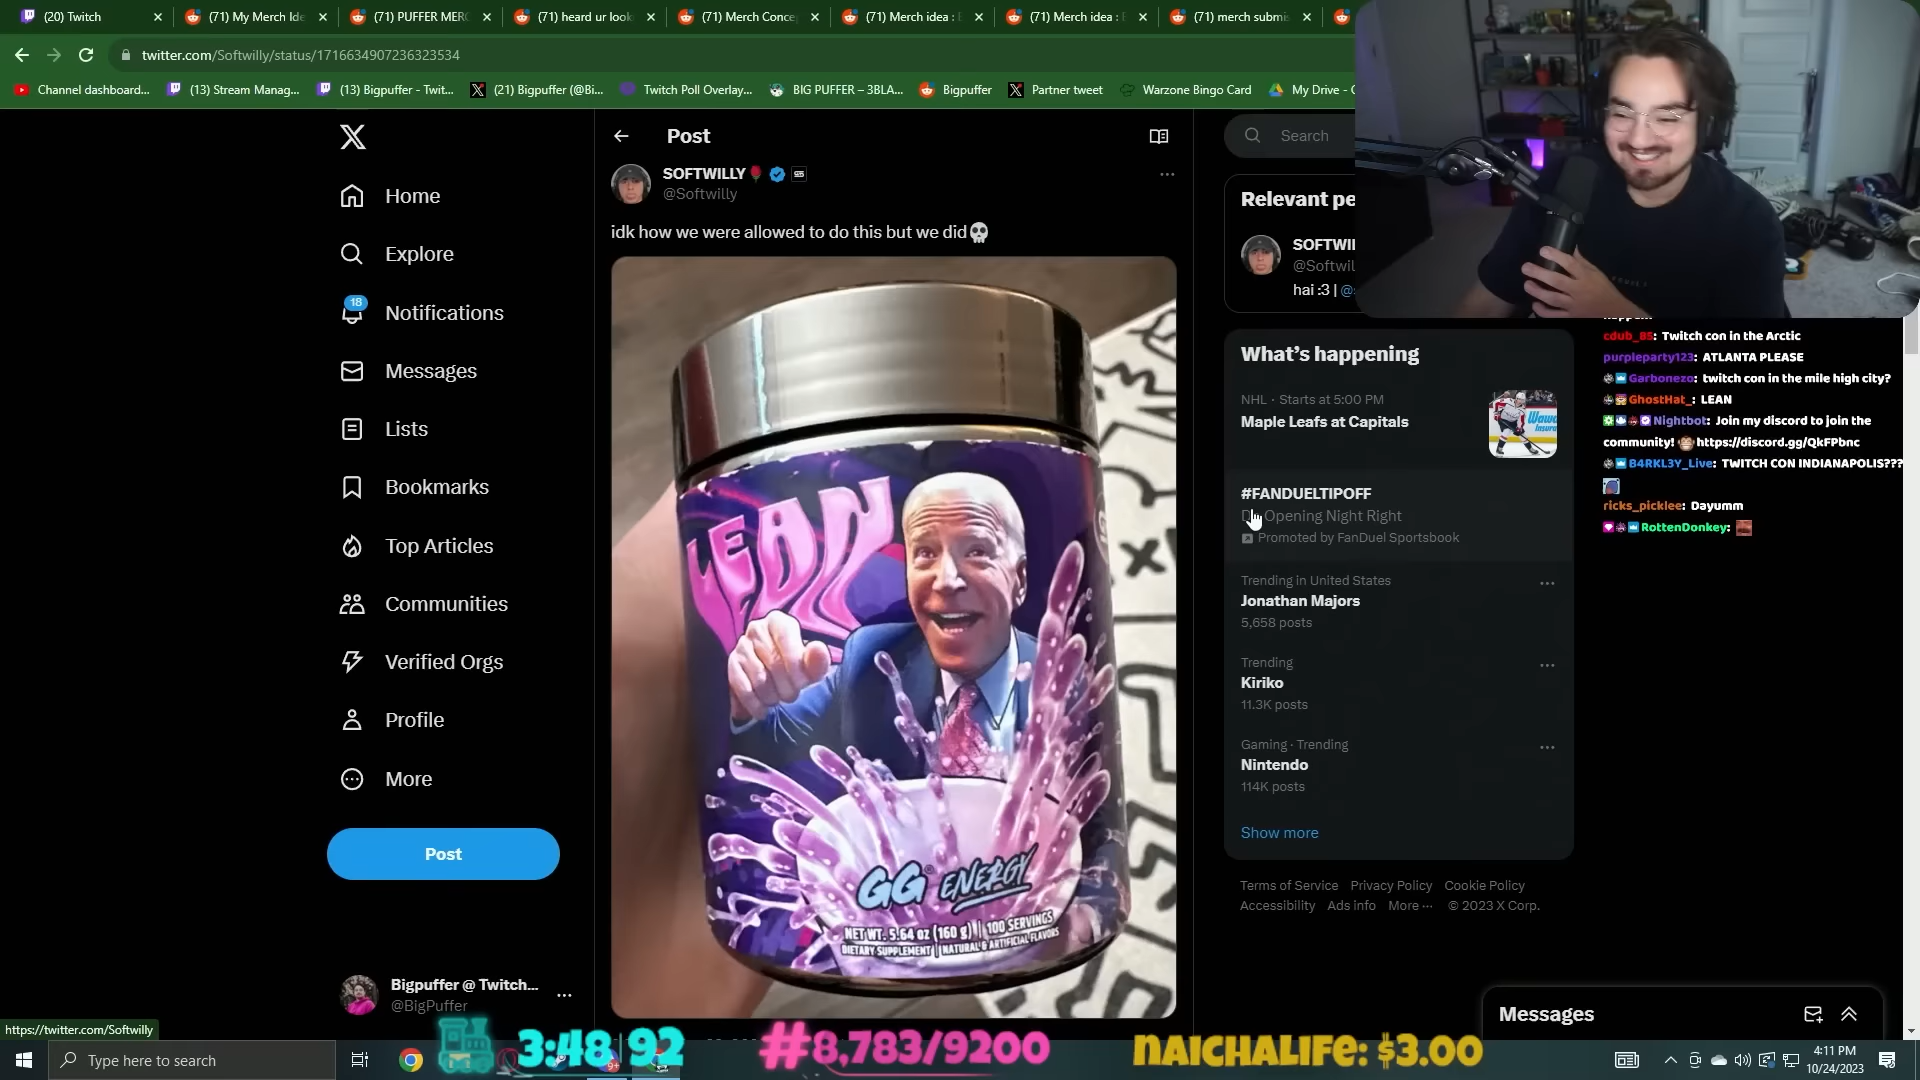 (20) Twitch
(71) My Merch Ide
(71) PUFFER MER
(71) heard ur look
(71) Merch Conce
(71) Merch idea : E
(71) Merch idea : E
(71) merch submis
twitter.com/Softwilly/status/1716634907236323534
Channel dashboard...
(13) Stream Manag...
(13) Bigpuffer - Twit...
(21) Bigpuffer (@Bi...
Twitch Poll Overlay...
BIG PUFFER – 3BLA...
Bigpuffer
Partner tweet
Warzone Bingo Card
My Drive - G
Home
Explore
18
Notifications
Messages
Lists
Bookmarks
Top Articles
Communities
Verified Orgs
Profile
More
Post
Bigpuffer @ Twitch...
@BigPuffer
https://twitter.com/Softwilly
Post
SOFTWILLY
@Softwilly
idk how we were allowed to do this but we did💀
LEAN
GG ENERGY
NET WT. 5.64 oz (160 g) | 100 SERVINGS
DIETARY SUPPLEMENT | NATURAL & ARTIFICIAL FLAVORS
Search
Relevant pe
SOFTWI
@Softwil
hai :3 | @
What's happening
NHL · Starts at 5:00 PM
Maple Leafs at Capitals
#FANDUELTIPOFF
Opening Night Right
Promoted by FanDuel Sportsbook
Trending in United States
Jonathan Majors
5,658 posts
Trending
Kiriko
11.3K posts
Gaming · Trending
Nintendo
114K posts
Show more
Terms of Service Privacy Policy Cookie Policy
Accessibility Ads info More ··· © 2023 X Corp.
Messages
cdub_85: Twitch con in the Arctic
purpleparty123: ATLANTA PLEASE
Garbonezo: twitch con in the mile high city?
GhostHat_: LEAN
Nightbot: Join my discord to join the
community! https://discord.gg/QkFPbnc
B4RKL3Y_Live: TWITCH CON INDIANAPOLIS???
ricks_picklee: Dayumm
RottenDonkey:
Type here to search
3:48 92
#8,783/9200
NAICHALIFE: $3.00
4:11 PM
10/24/2023